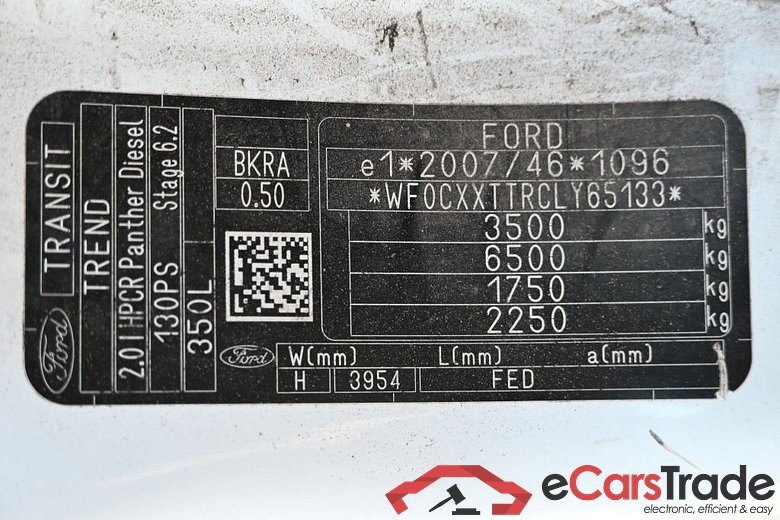 TRANSIT
TREND
2.0l HPCR Panther Diesel
130PS Stage 6.2
350L
Ford
BKRA
0.50
FORD
e1*2007/46*1096
*WF0CXXTTRCLY65133*
3500 kg
6500 kg
1750 kg
2250 kg
Ford
W(mm) L(mm) a(mm)
H 3954 FED
eCarsTrade
electronic, efficient & easy